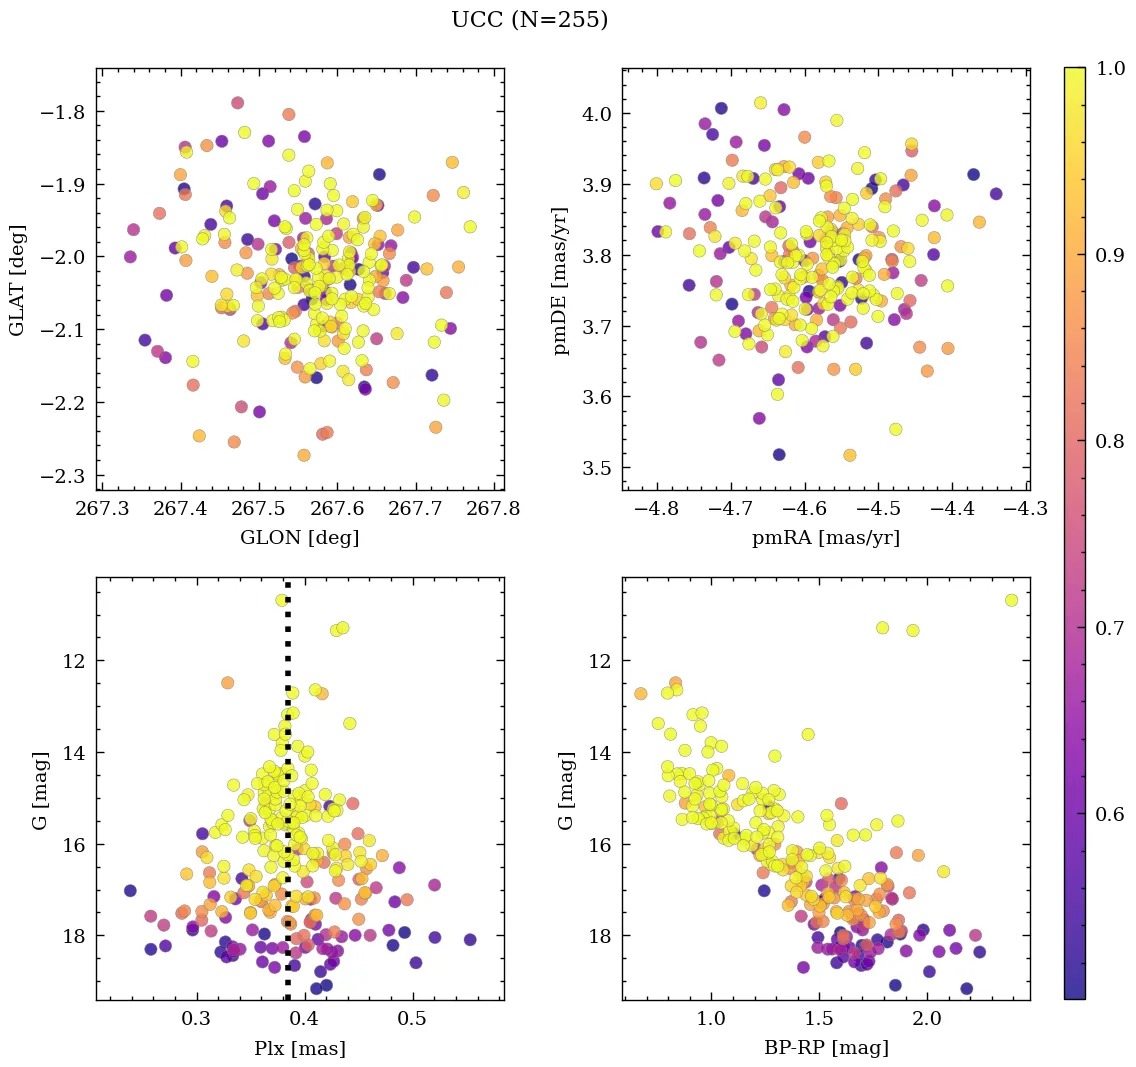 UCC (N=255)
−1.8
−1.9
−2.0
−2.1
−2.2
−2.3
GLAT [deg]
267.3 267.4 267.5 267.6 267.7 267.8
GLON [deg]
4.0
3.9
3.8
3.7
3.6
3.5
pmDE [mas/yr]
−4.8 −4.7 −4.6 −4.5 −4.4 −4.3
pmRA [mas/yr]
12
14
16
18
G [mag]
0.3 0.4 0.5
Plx [mas]
12
14
16
18
G [mag]
1.0 1.5 2.0
BP-RP [mag]
1.0
0.9
0.8
0.7
0.6